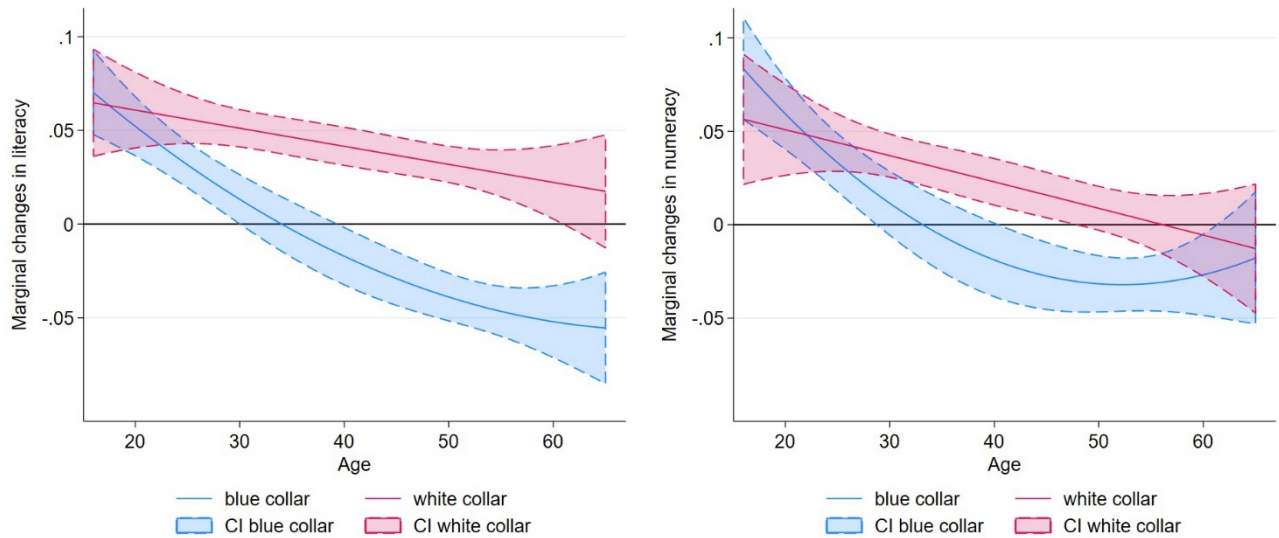 Marginal changes in literacy
.1
.05
0
-.05
20 30 40 50 60
Age
blue collar white collar
CI blue collar CI white collar
Marginal changes in numeracy
.1
.05
0
-.05
20 30 40 50 60
Age
blue collar white collar
CI blue collar CI white collar